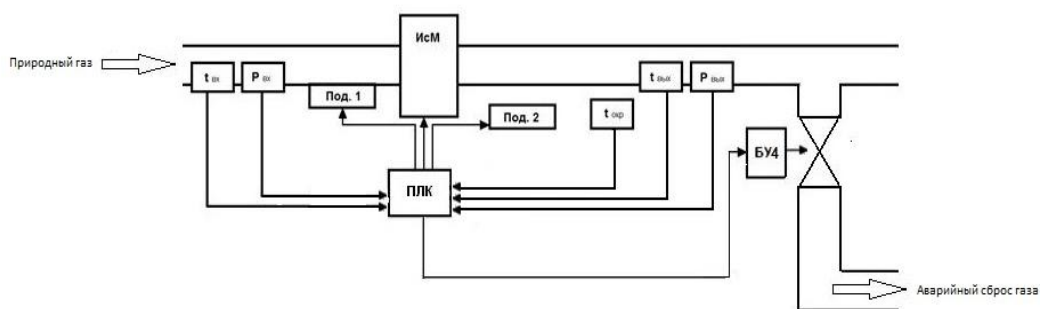 ИсМ
Природный газ
t вх
P вх
t вых
P вых
Под. 1
Под. 2
t окр
БУ4
ПЛК
Аварийный сброс газа